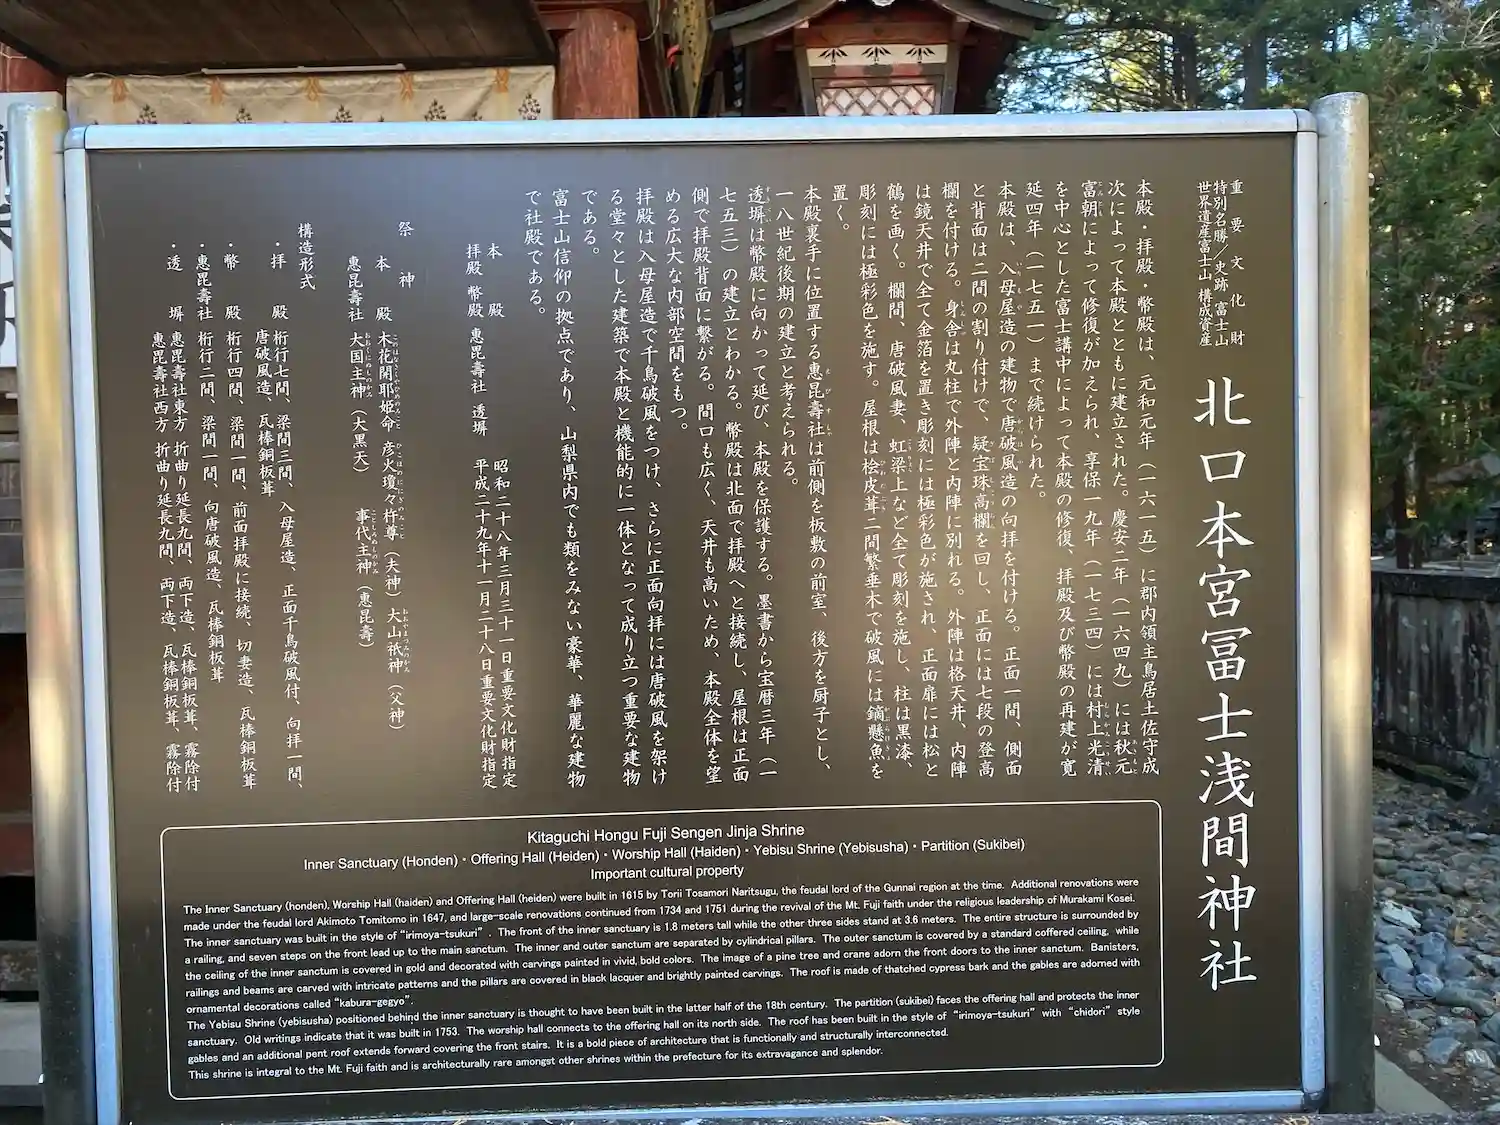 重要文化財
特別名勝／史跡 富士山
世界遺産富士山 構成資産
北口本宮冨士浅間神社
本殿・拝殿・幣殿は、元和元年（一六一五）に郡内領主鳥居土佐守成
次によって本殿とともに建立された。慶安二年（一六四九）には秋元
富朝によって修復が加えられ、享保一九年（一七三四）には村上光清
を中心とした富士講中によって本殿の修復、拝殿及び幣殿の再建が寛
延四年（一七五一）まで続けられた。
本殿は、入母屋造の建物で唐破風造の向拝を付ける。正面一間、側面
と背面は二間の割り付けで、疑宝珠高欄を回し、正面には七段の登高
欄を付ける。身舎は丸柱で外陣と内陣に別れる。外陣は格天井、内陣
は鏡天井で全て金箔を置き彫刻には極彩色が施され、正面扉には松と
鶴を画く。欄間、唐破風妻、虹梁上など全て彫刻を施し、柱は黒漆、
彫刻には極彩色を施す。屋根は桧皮葺二間繁垂木で破風には鏑懸魚を
置く。
本殿裏手に位置する恵毘壽社は前側を板敷の前室、後方を厨子とし、
一八世紀後期の建立と考えられる。
透塀は幣殿に向かって延び、本殿を保護する。墨書から宝暦三年（一
七五三）の建立とわかる。幣殿は北面で拝殿へと接続し、屋根は正面
側で拝殿背面に繋がる。間口も広く、天井も高いため、本殿全体を望
める広大な内部空間をもつ。
拝殿は入母屋造で千鳥破風をつけ、さらに正面向拝には唐破風を架け
る堂々とした建築で本殿と機能的に一体となって成り立つ重要な建物
である。
富士山信仰の拠点であり、山梨県内でも類をみない豪華、華麗な建物
で社殿である。
本殿 昭和二十八年三月三十一日重要文化財指定
拝殿 幣殿 恵毘壽社 透塀 平成二十九年十一月二十八日重要文化財指定
祭神
本殿 木花開耶姫命 彦火瓊々杵尊（夫神）大山祇神（父神）
恵毘壽社 大国主神（大黒天） 事代主神（恵毘壽）
構造形式
・拝殿 桁行七間、梁間三間、入母屋造、正面千鳥破風付、向拝一間、
唐破風造、瓦棒銅板葺
・幣殿 桁行四間、梁間一間、前面拝殿に接続、切妻造、瓦棒銅板葺
・恵毘壽社 桁行二間、梁間一間、向唐破風造、瓦棒銅板葺
・透塀 恵毘壽社東方 折曲り延長九間、両下造、瓦棒銅板葺、霧除付
恵毘壽社西方 折曲り延長九間、両下造、瓦棒銅板葺、霧除付
Kitaguchi Hongu Fuji Sengen Jinja Shrine
Inner Sanctuary (Honden)・Offering Hall (Heiden)・Worship Hall (Haiden)・Yebisu Shrine (Yebisusha)・Partition (Sukibei)
Important cultural property
The Inner Sanctuary (honden), Worship Hall (haiden) and Offering Hall (heiden) were built in 1615 by Torii Tosamori Naritsugu, the feudal lord of the Gunnai region at the time. Additional renovations were
made under the feudal lord Akimoto Tomitomo in 1647, and large-scale renovations continued from 1734 and 1751 during the revival of the Mt. Fuji faith under the religious leadership of Murakami Kosei.
The inner sanctuary was built in the style of “irimoya-tsukuri”. The front of the inner sanctuary is 1.8 meters tall while the other three sides stand at 3.6 meters. The entire structure is surrounded by
a railing, and seven steps on the front lead up to the main sanctum. The inner and outer sanctum are separated by cylindrical pillars. The outer sanctum is covered by a standard coffered ceiling, while
the ceiling of the inner sanctum is covered in gold and decorated with carvings painted in vivid, bold colors. The image of a pine tree and crane adorn the front doors to the inner sanctum. Banisters,
railings and beams are carved with intricate patterns and the pillars are covered in black lacquer and brightly painted carvings. The roof is made of thatched cypress bark and the gables are adorned with
ornamental decorations called “kabura-gegyo”.
The Yebisu Shrine (yebisusha) positioned behind the inner sanctuary is thought to have been built in the latter half of the 18th century. The partition (sukibei) faces the offering hall and protects the inner
sanctuary. Old writings indicate that it was built in 1753. The worship hall connects to the offering hall on its north side. The roof has been built in the style of “irimoya-tsukuri” with “chidori” style
gables and an additional pent roof extends forward covering the front stairs. It is a bold piece of architecture that is functionally and structurally interconnected.
This shrine is integral to the Mt. Fuji faith and is architecturally rare amongst other shrines within the prefecture for its extravagance and splendor.